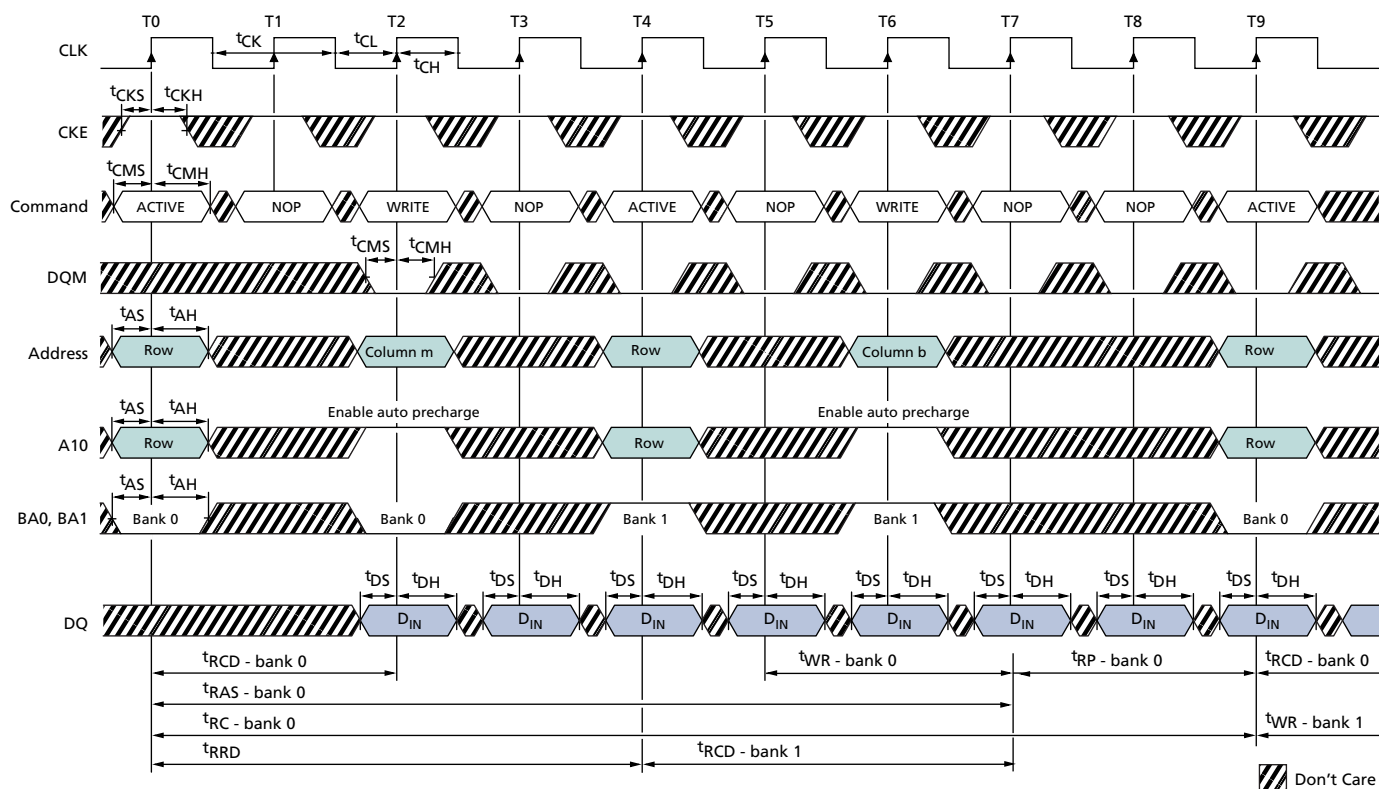 T0 T1 T2 T3 T4 T5 T6 T7 T8 T9
CLK
tCK tCL
tCH
tCKS tCKH
CKE
tCMS tCMH
Command ACTIVE NOP WRITE NOP ACTIVE NOP WRITE NOP NOP ACTIVE
tCMS tCMH
DQM
tAS tAH
Address Row Column m Row Column b Row
tAS tAH Enable auto precharge Enable auto precharge
A10 Row Row Row
tAS tAH
BA0, BA1 Bank 0 Bank 0 Bank 1 Bank 1 Bank 0
tDS tDH tDS tDH tDS tDH tDS tDH tDS tDH tDS tDH tDS tDH tDS tDH
DQ DIN DIN DIN DIN DIN DIN DIN DIN
tRCD - bank 0 tWR - bank 0 tRP - bank 0 tRCD - bank 0
tRAS - bank 0
tRC - bank 0 tWR - bank 1
tRRD tRCD - bank 1
Don't Care